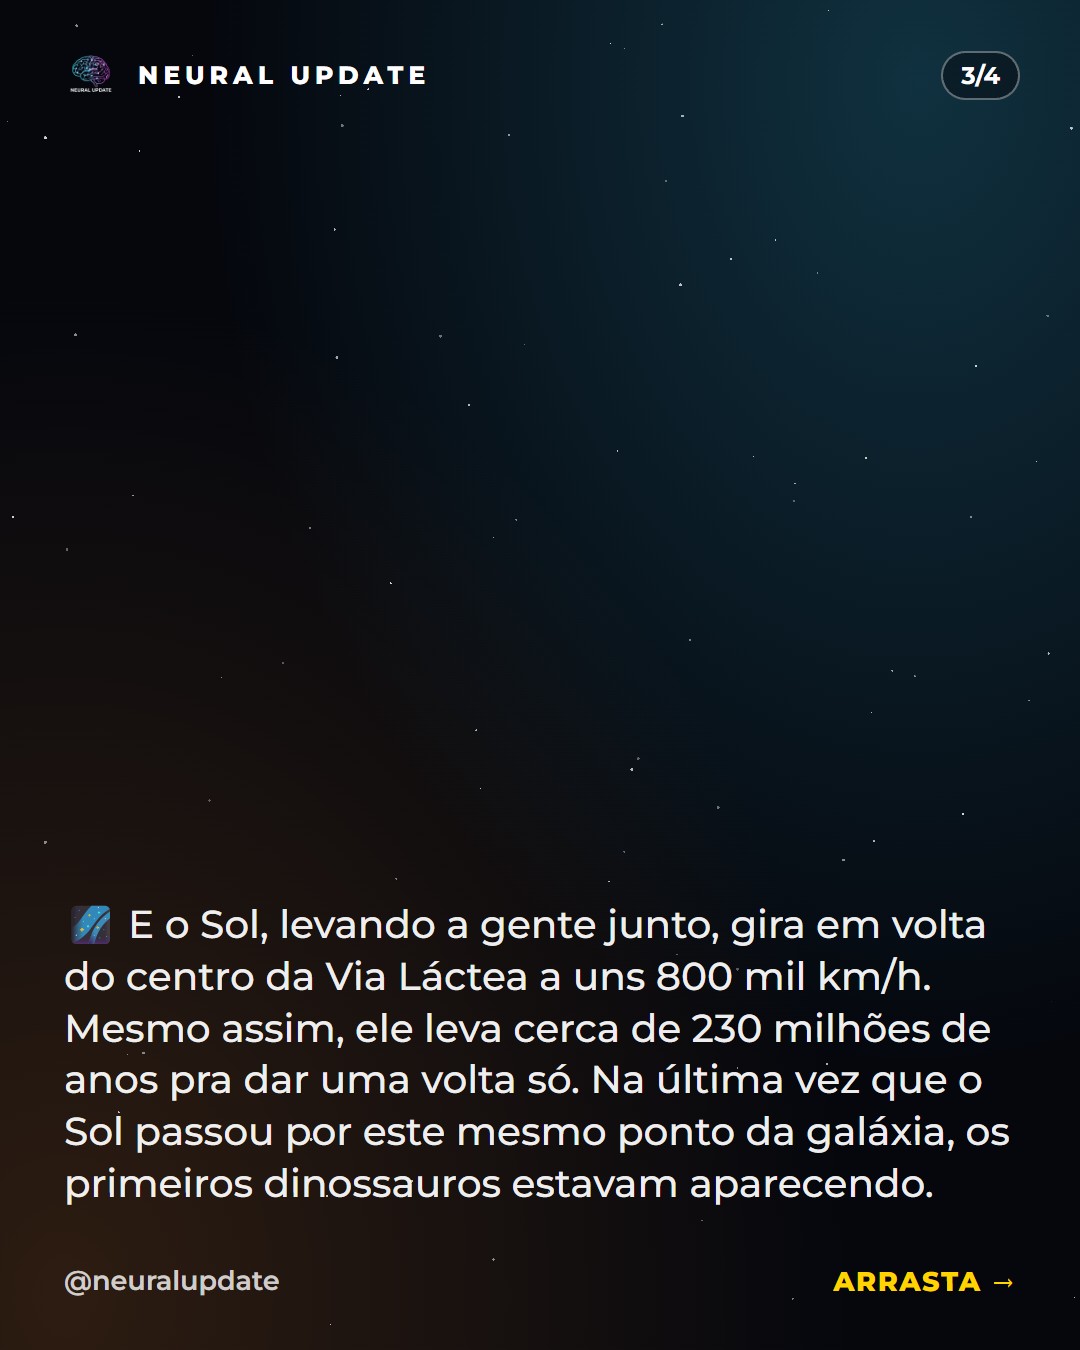 NEURAL UPDATE
NEURAL UPDATE
3/4
🌌 E o Sol, levando a gente junto, gira em volta
do centro da Via Láctea a uns 800 mil km/h.
Mesmo assim, ele leva cerca de 230 milhões de
anos pra dar uma volta só. Na última vez que o
Sol passou por este mesmo ponto da galáxia, os
primeiros dinossauros estavam aparecendo.
@neuralupdate
ARRASTA →